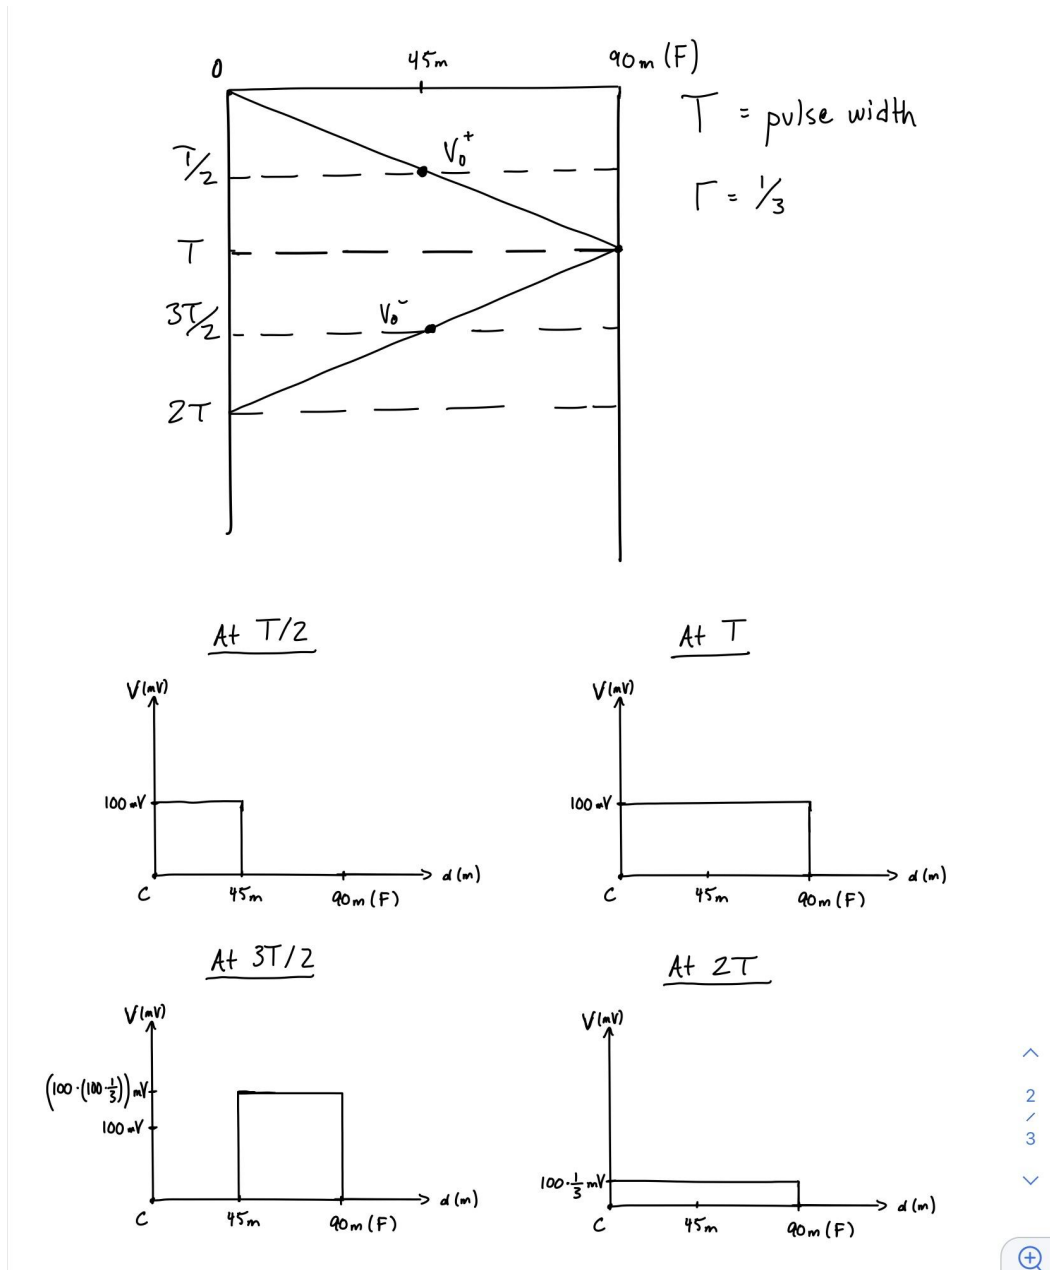 0
45m
90m (F)
T = pulse width
Γ = 1/3
T/2
V₀⁺
T
3T/2
V₀⁻
2T
At T/2
At T
V(mV)
V(mV)
100 mV
100 mV
C
45m
90m (F)
d (m)
C
45m
90m (F)
d (m)
At 3T/2
At 2T
V(mV)
V(mV)
(100·(100·1/3)) mV
100 mV
100·1/3 mV
C
45m
90m (F)
d (m)
C
45m
90m (F)
d (m)
2
/
3